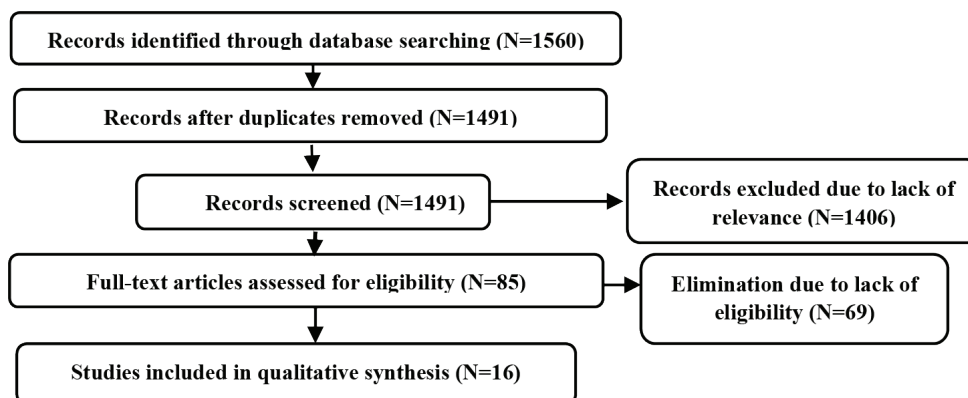 Records identified through database searching (N=1560)
Records after duplicates removed (N=1491)
Records screened (N=1491)
Records excluded due to lack of
relevance (N=1406)
Full-text articles assessed for eligibility (N=85)
Elimination due to lack of
eligibility (N=69)
Studies included in qualitative synthesis (N=16)